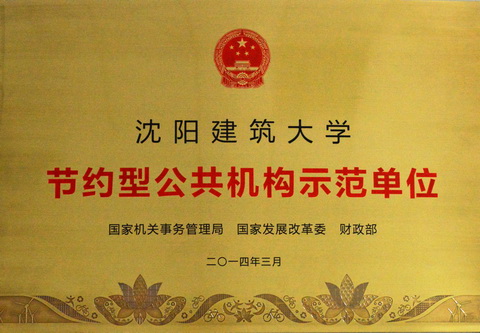 沈阳建筑大学
节约型公共机构示范单位
国家机关事务管理局 国家发展改革委 财政部
二〇一四年三月